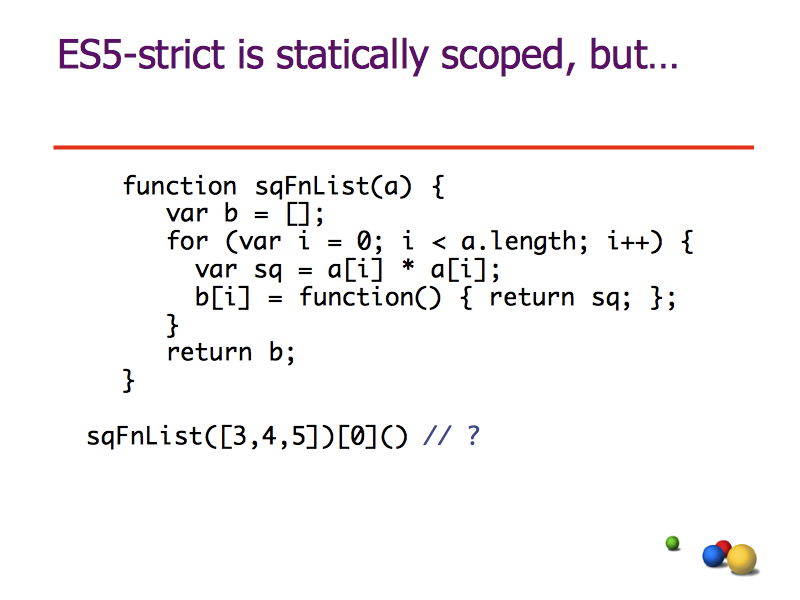 ES5-strict is statically scoped, but…
function sqFnList(a) {
var b = [];
for (var i = 0; i < a.length; i++) {
var sq = a[i] * a[i];
b[i] = function() { return sq; };
}
return b;
}
sqFnList([3,4,5])[0]() // ?